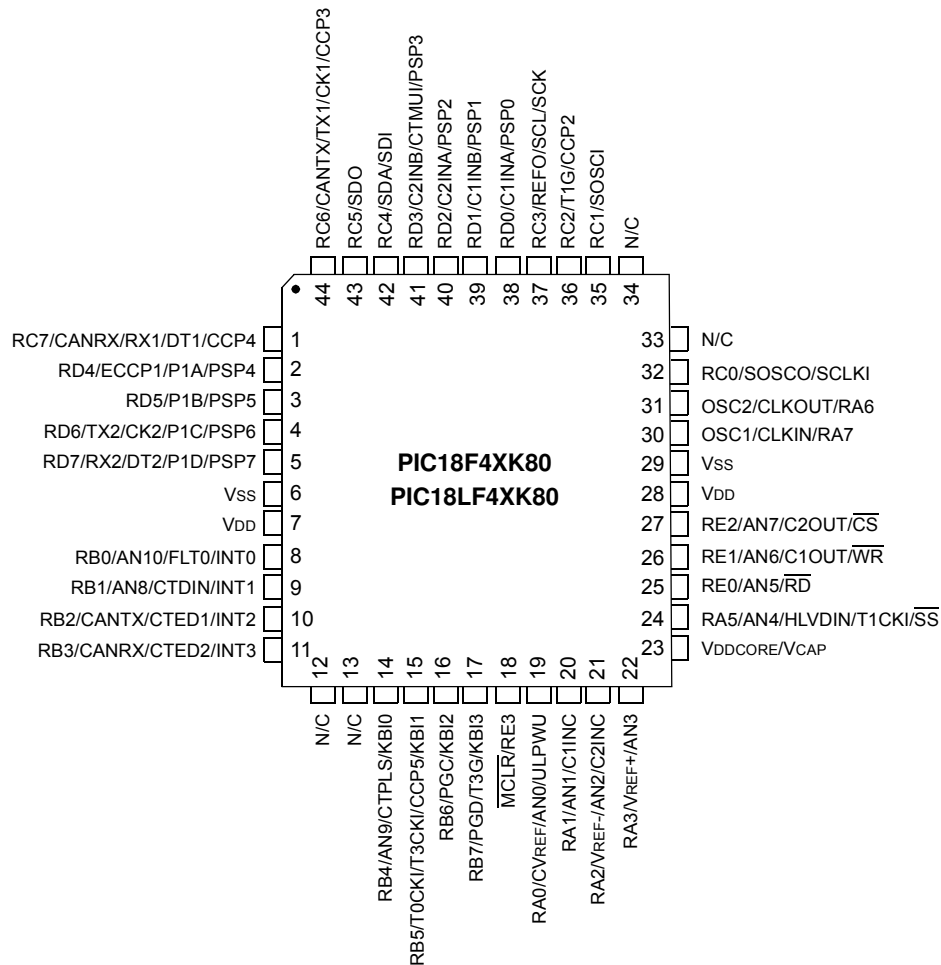 RC6/CANTX/TX1/CK1/CCP3
RC5/SDO
RC4/SDA/SDI
RD3/C2INB/CTMUI/PSP3
RD2/C2INA/PSP2
RD1/C1INB/PSP1
RD0/C1INA/PSP0
RC3/REFO/SCL/SCK
RC2/T1G/CCP2
RC1/SOSCI
N/C
44
43
42
41
40
39
38
37
36
35
34
RC7/CANRX/RX1/DT1/CCP4 1
RD4/ECCP1/P1A/PSP4 2
RD5/P1B/PSP5 3
RD6/TX2/CK2/P1C/PSP6 4
RD7/RX2/DT2/P1D/PSP7 5
VSS 6
VDD 7
RB0/AN10/FLT0/INT0 8
RB1/AN8/CTDIN/INT1 9
RB2/CANTX/CTED1/INT2 10
RB3/CANRX/CTED2/INT3 11
PIC18F4XK80
PIC18LF4XK80
33 N/C
32 RC0/SOSCO/SCLKI
31 OSC2/CLKOUT/RA6
30 OSC1/CLKIN/RA7
29 VSS
28 VDD
27 RE2/AN7/C2OUT/C̅S̅
26 RE1/AN6/C1OUT/W̅R̅
25 RE0/AN5/R̅D̅
24 RA5/AN4/HLVDIN/T1CKI/S̅S̅
23 VDDCORE/VCAP
12
13
14
15
16
17
18
19
20
21
22
N/C
N/C
RB4/AN9/CTPLS/KBI0
RB5/T0CKI/T3CKI/CCP5/KBI1
RB6/PGC/KBI2
RB7/PGD/T3G/KBI3
M̅C̅L̅R̅/RE3
RA0/CVREF/AN0/ULPWU
RA1/AN1/C1INC
RA2/VREF-/AN2/C2INC
RA3/VREF+/AN3